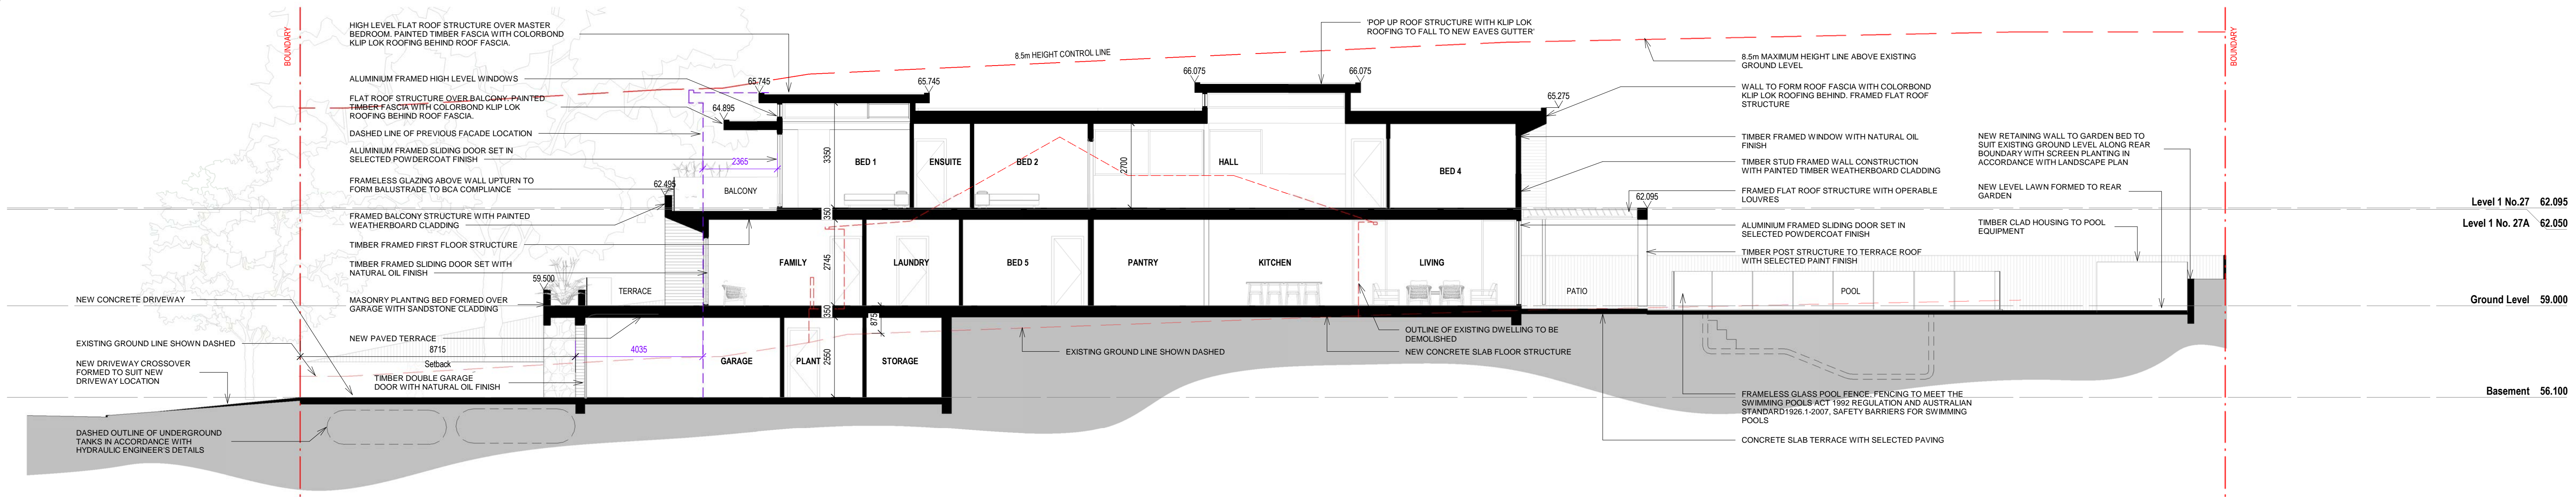 BOUNDARY
HIGH LEVEL FLAT ROOF STRUCTURE OVER MASTER
BEDROOM. PAINTED TIMBER FASCIA WITH COLORBOND
KLIP LOK ROOFING BEHIND ROOF FASCIA.
ALUMINIUM FRAMED HIGH LEVEL WINDOWS
FLAT ROOF STRUCTURE OVER BALCONY. PAINTED
TIMBER FASCIA WITH COLORBOND KLIP LOK
ROOFING BEHIND ROOF FASCIA.
DASHED LINE OF PREVIOUS FACADE LOCATION
ALUMINIUM FRAMED SLIDING DOOR SET IN
SELECTED POWDERCOAT FINISH
FRAMELESS GLAZING ABOVE WALL UPTURN TO
FORM BALUSTRADE TO BCA COMPLIANCE
FRAMED BALCONY STRUCTURE WITH PAINTED
WEATHERBOARD CLADDING
TIMBER FRAMED FIRST FLOOR STRUCTURE
TIMBER FRAMED SLIDING DOOR SET WITH
NATURAL OIL FINISH
MASONRY PLANTING BED FORMED OVER
GARAGE WITH SANDSTONE CLADDING
NEW PAVED TERRACE
8715
Setback
4035
TIMBER DOUBLE GARAGE
DOOR WITH NATURAL OIL FINISH
NEW CONCRETE DRIVEWAY
EXISTING GROUND LINE SHOWN DASHED
NEW DRIVEWAY CROSSOVER
FORMED TO SUIT NEW
DRIVEWAY LOCATION
DASHED OUTLINE OF UNDERGROUND
TANKS IN ACCORDANCE WITH
HYDRAULIC ENGINEER'S DETAILS
8.5m HEIGHT CONTROL LINE
65.745
65.745
64.895
66.075
66.075
65.275
62.495
62.095
59.500
2365
3350
2700
350
2745
350
875
2550
BED 1
ENSUITE
BED 2
HALL
BED 4
BALCONY
FAMILY
LAUNDRY
BED 5
PANTRY
KITCHEN
LIVING
TERRACE
PATIO
POOL
GARAGE
PLANT
STORAGE
'POP UP ROOF STRUCTURE WITH KLIP LOK
ROOFING TO FALL TO NEW EAVES GUTTER'
8.5m MAXIMUM HEIGHT LINE ABOVE EXISTING
GROUND LEVEL
WALL TO FORM ROOF FASCIA WITH COLORBOND
KLIP LOK ROOFING BEHIND. FRAMED FLAT ROOF
STRUCTURE
TIMBER FRAMED WINDOW WITH NATURAL OIL
FINISH
TIMBER STUD FRAMED WALL CONSTRUCTION
WITH PAINTED TIMBER WEATHERBOARD CLADDING
FRAMED FLAT ROOF STRUCTURE WITH OPERABLE
LOUVRES
ALUMINIUM FRAMED SLIDING DOOR SET IN
SELECTED POWDERCOAT FINISH
TIMBER POST STRUCTURE TO TERRACE ROOF
WITH SELECTED PAINT FINISH
OUTLINE OF EXISTING DWELLING TO BE
DEMOLISHED
NEW CONCRETE SLAB FLOOR STRUCTURE
EXISTING GROUND LINE SHOWN DASHED
FRAMELESS GLASS POOL FENCE. FENCING TO MEET THE
SWIMMING POOLS ACT 1992 REGULATION AND AUSTRALIAN
STANDARD1926.1-2007, SAFETY BARRIERS FOR SWIMMING
POOLS
CONCRETE SLAB TERRACE WITH SELECTED PAVING
NEW RETAINING WALL TO GARDEN BED TO
SUIT EXISTING GROUND LEVEL ALONG REAR
BOUNDARY WITH SCREEN PLANTING IN
ACCORDANCE WITH LANDSCAPE PLAN
NEW LEVEL LAWN FORMED TO REAR
GARDEN
TIMBER CLAD HOUSING TO POOL
EQUIPMENT
BOUNDARY
Level 1 No.27 62.095
Level 1 No. 27A 62.050
Ground Level 59.000
Basement 56.100